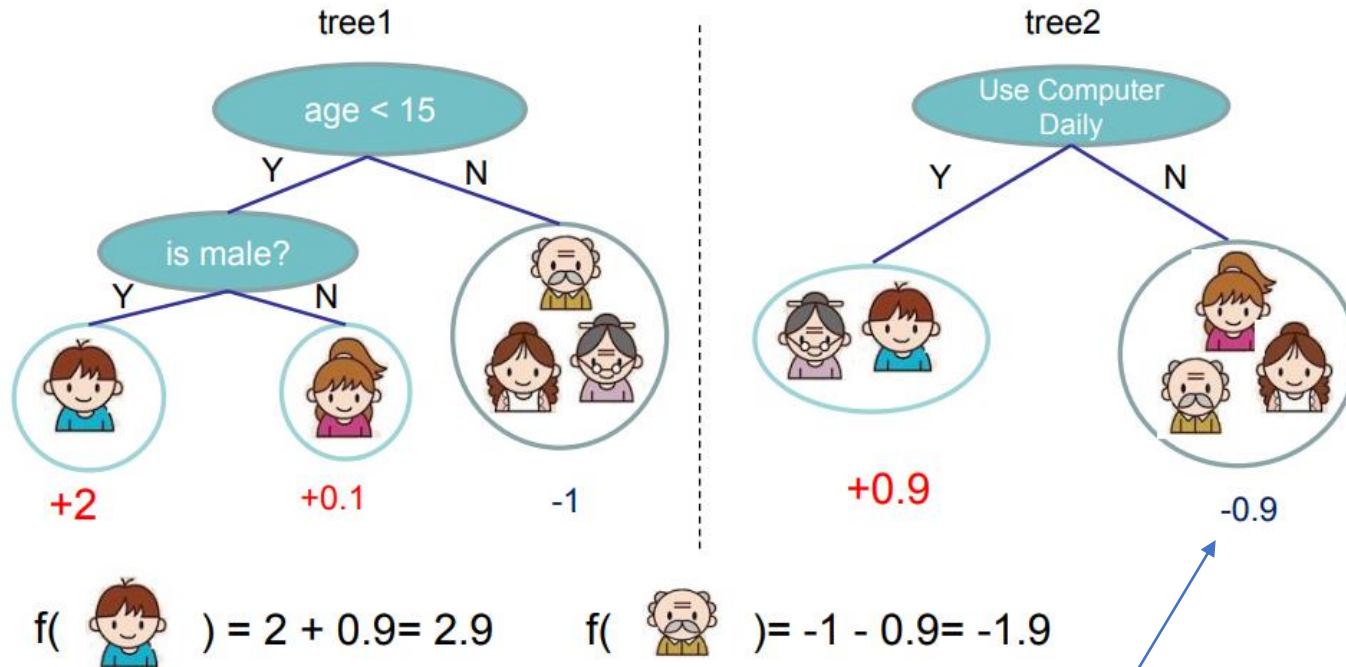 tree1
age < 15
Y
N
is male?
Y
N
+2
+0.1
-1
tree2
Use Computer
Daily
Y
N
+0.9
-0.9
f( ) = 2 + 0.9= 2.9
f( )= -1 - 0.9= -1.9